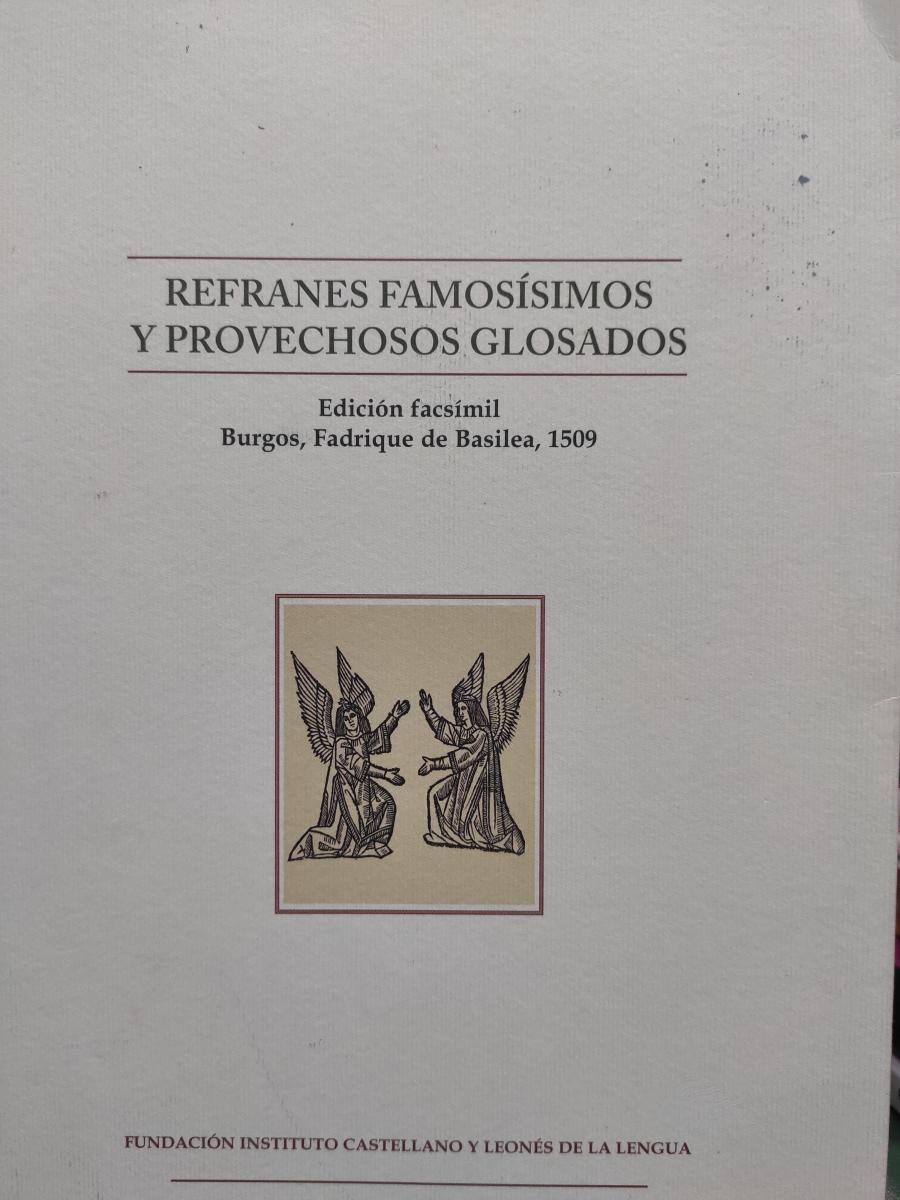 REFRANES FAMOSÍSIMOS
Y PROVECHOSOS GLOSADOS
Edición facsímil
Burgos, Fadrique de Basilea, 1509
FUNDACIÓN INSTITUTO CASTELLANO Y LEONÉS DE LA LENGUA